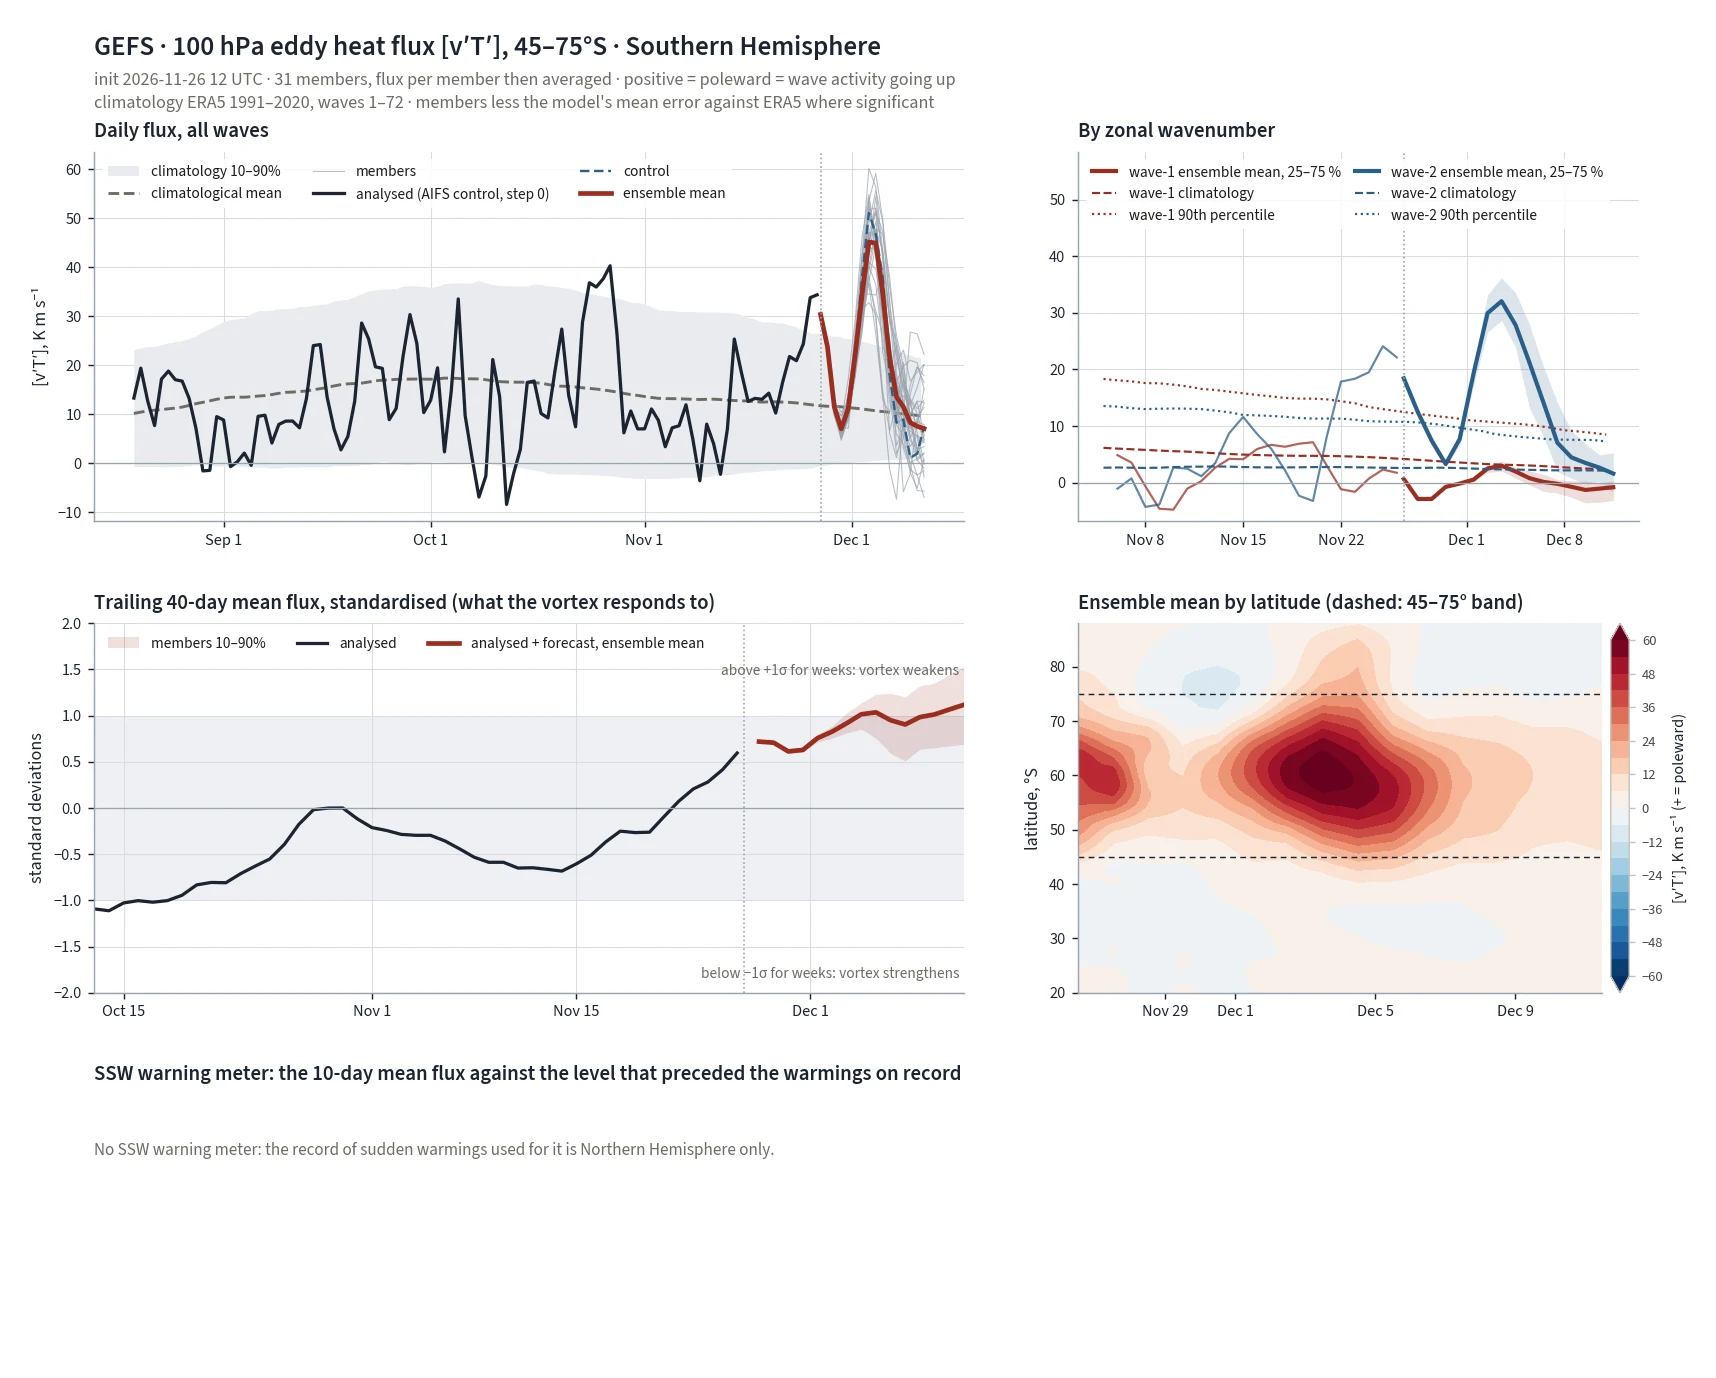 GEFS · 100 hPa eddy heat flux [v′T′], 45–75°S · Southern Hemisphere
init 2026-11-26 12 UTC · 31 members, flux per member then averaged · positive = poleward = wave activity going up
climatology ERA5 1991–2020, waves 1–72 · members less the model's mean error against ERA5 where significant
Daily flux, all waves
climatology 10–90%
members
control
climatological mean
analysed (AIFS control, step 0)
ensemble mean
[v′T′], K m s⁻¹
60
50
40
30
20
10
0
−10
Sep 1
Oct 1
Nov 1
Dec 1
By zonal wavenumber
wave-1 ensemble mean, 25–75 %
wave-2 ensemble mean, 25–75 %
wave-1 climatology
wave-2 climatology
wave-1 90th percentile
wave-2 90th percentile
50
40
30
20
10
0
Nov 8
Nov 15
Nov 22
Dec 1
Dec 8
Trailing 40-day mean flux, standardised (what the vortex responds to)
members 10–90%
analysed
analysed + forecast, ensemble mean
above +1σ for weeks: vortex weakens
below −1σ for weeks: vortex strengthens
standard deviations
2.0
1.5
1.0
0.5
0.0
−0.5
−1.0
−1.5
−2.0
Oct 15
Nov 1
Nov 15
Dec 1
Ensemble mean by latitude (dashed: 45–75° band)
latitude, °S
80
70
60
50
40
30
20
Nov 29
Dec 1
Dec 5
Dec 9
60
48
36
24
12
0
−12
−24
−36
−48
−60
[v′T′], K m s⁻¹ (+ = poleward)
SSW warning meter: the 10-day mean flux against the level that preceded the warmings on record
No SSW warning meter: the record of sudden warmings used for it is Northern Hemisphere only.